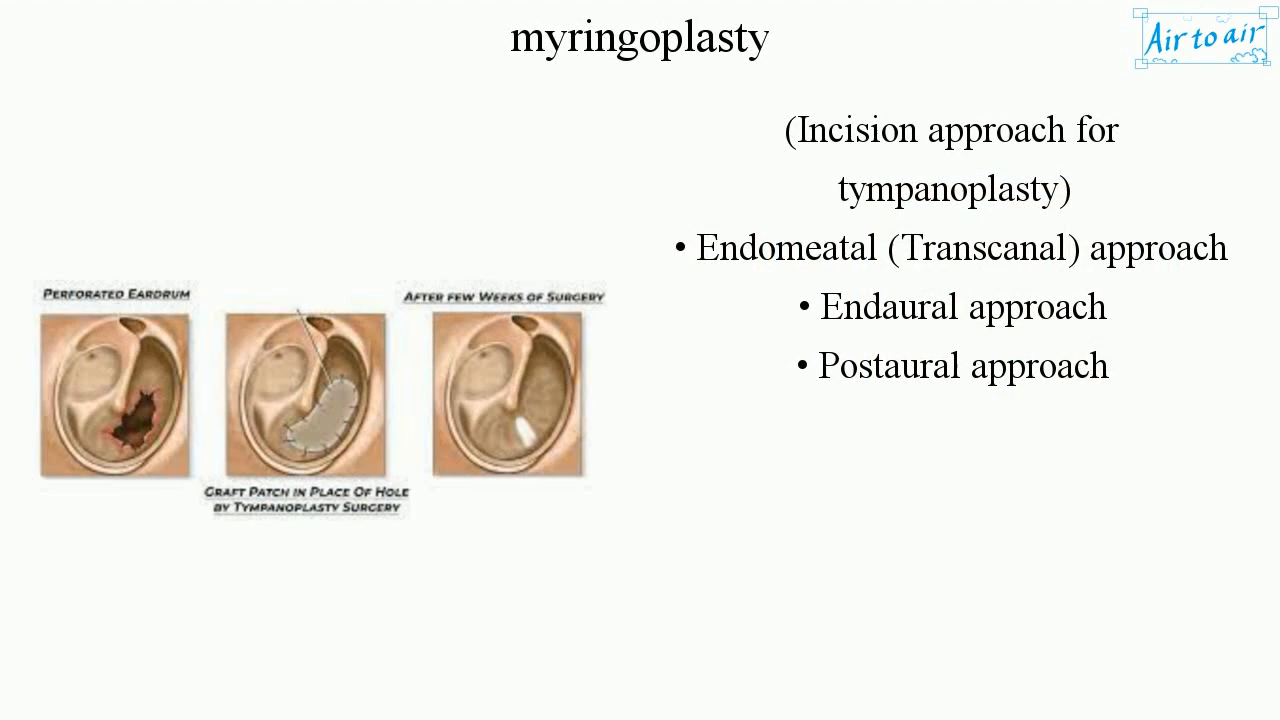 myringoplasty
Air to air
(Incision approach for
tympanoplasty)
• Endomeatal (Transcanal) approach
• Endaural approach
• Postaural approach
PERFORATED EARDRUM
AFTER FEW WEEKS OF SURGERY
GRAFT PATCH IN PLACE OF HOLE
BY TYMPANOPLASTY SURGERY